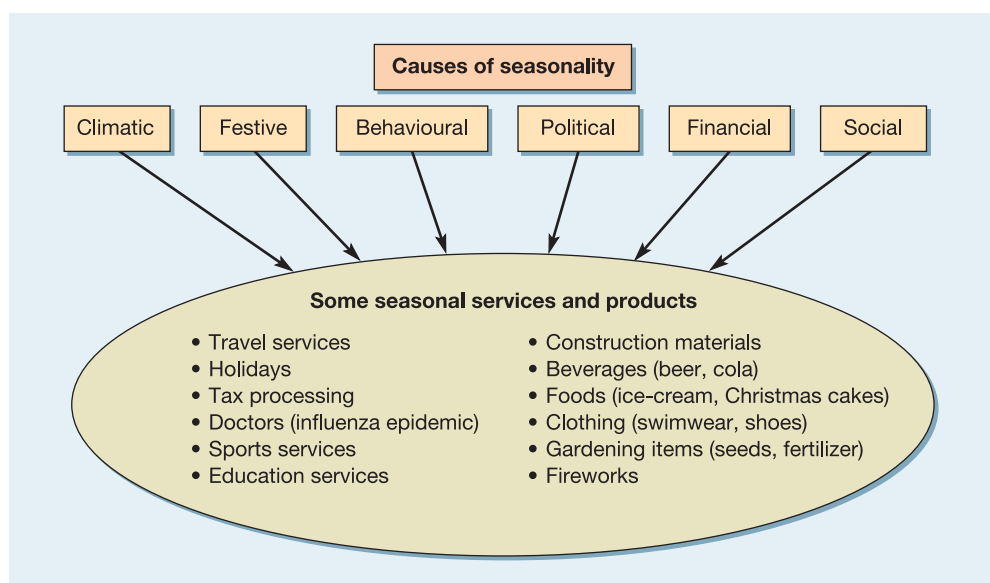 Causes of seasonality
Climatic
Festive
Behavioural
Political
Financial
Social
Some seasonal services and products
• Travel services
• Holidays
• Tax processing
• Doctors (influenza epidemic)
• Sports services
• Education services
• Construction materials
• Beverages (beer, cola)
• Foods (ice-cream, Christmas cakes)
• Clothing (swimwear, shoes)
• Gardening items (seeds, fertilizer)
• Fireworks